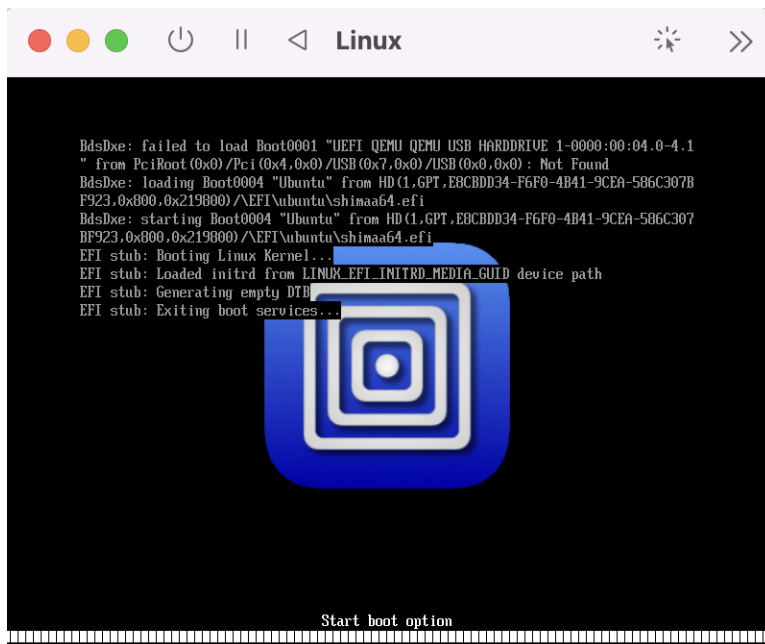 Linux
BdsDxe: failed to load Boot0001 "UEFI QEMU QEMU USB HARDDRIVE 1-0000:00:04.0-4.1
" from PciRoot(0x0)/Pci(0x4,0x0)/USB(0x7,0x0)/USB(0x0,0x0): Not Found
BdsDxe: loading Boot0004 "Ubuntu" from HD(1,GPT,E8CBDD34-F6F0-4B41-9CEA-586C307B
F923,0x800,0x219800)/\EFI\ubuntu\shimaa64.efi
BdsDxe: starting Boot0004 "Ubuntu" from HD(1,GPT,E8CBDD34-F6F0-4B41-9CEA-586C307
BF923,0x800,0x219800)/\EFI\ubuntu\shimaa64.efi
EFI stub: Booting Linux Kernel...
EFI stub: Loaded initrd from LINUX_EFI_INITRD_MEDIA_GUID device path
EFI stub: Generating empty DTB
EFI stub: Exiting boot services...
Start boot option